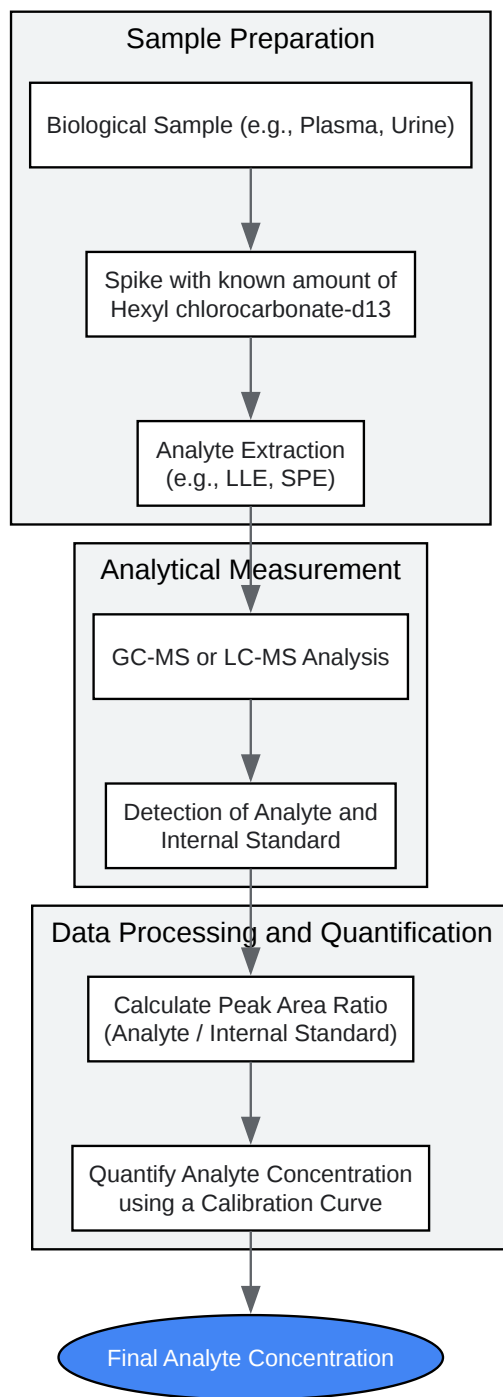 Sample Preparation
Biological Sample (e.g., Plasma, Urine)
Spike with known amount of
Hexyl chlorocarbonate-d13
Analyte Extraction
(e.g., LLE, SPE)
Analytical Measurement
GC-MS or LC-MS Analysis
Detection of Analyte and
Internal Standard
Data Processing and Quantification
Calculate Peak Area Ratio
(Analyte / Internal Standard)
Quantify Analyte Concentration
using a Calibration Curve
Final Analyte Concentration